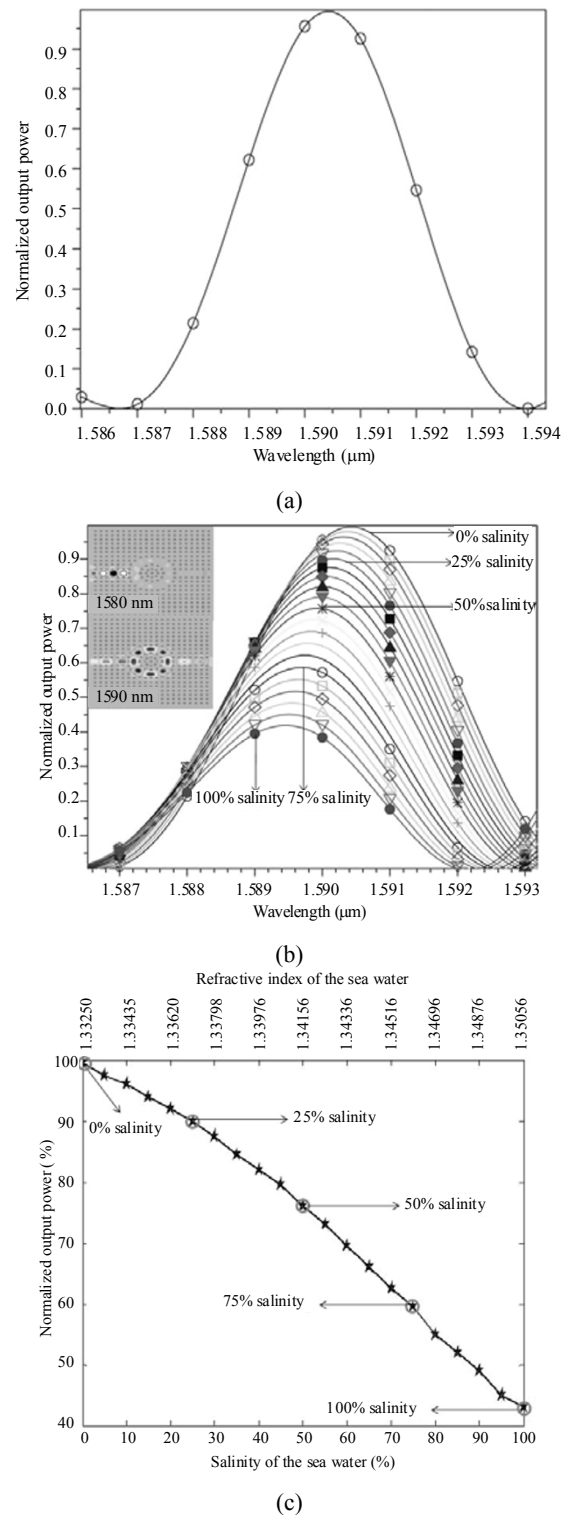 Normalized output power
0.9
0.8
0.7
0.6
0.5
0.4
0.3
0.2
0.1
0.0
1.586 1.587 1.588 1.589 1.590 1.591 1.592 1.593 1.594
Wavelength (μm)
(a)
Normalized output power
0.9
0.8
0.7
0.6
0.5
0.4
0.3
0.2
0.1
1580 nm
1590 nm
0% salinity
25% salinity
50%salinity
100% salinity 75% salinity
1.587 1.588 1.589 1.590 1.591 1.592 1.593
Wavelength (μm)
(b)
Refractive index of the sea water
1.33250 1.33435 1.33620 1.33798 1.33976 1.34156 1.34336 1.34516 1.34696 1.34876 1.35056
Normalized output power ( %)
100
90
80
70
60
50
40
0% salinity
25% salinity
50% salinity
75% salinity
100% salinity
0 10 20 30 40 50 60 70 80 90 100
Salinity of the sea water (%)
(c)